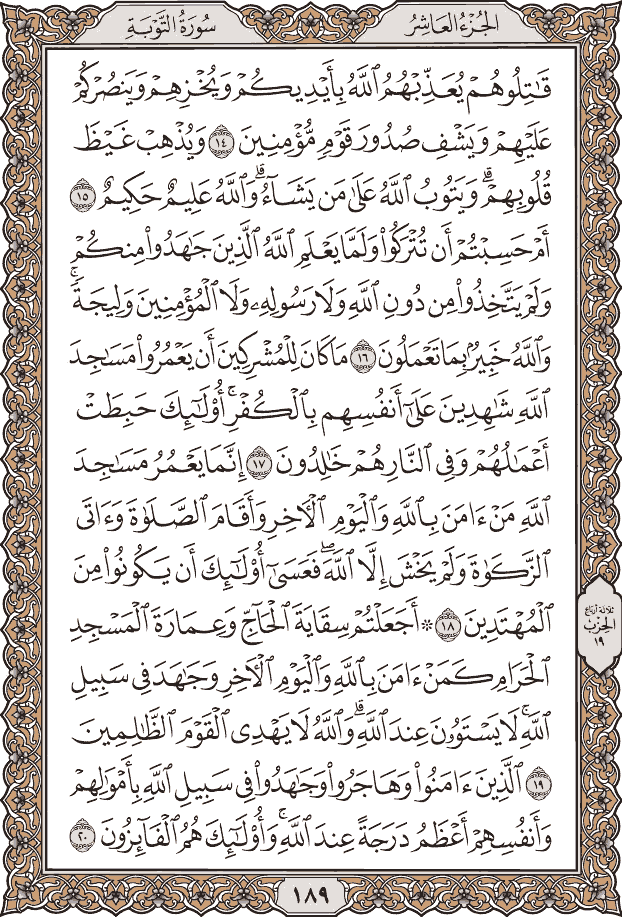 الجُزْءُ العَاشِرُ
سُورَةُ التَّوْبَةِ
قَٰتِلُوهُمْ يُعَذِّبْهُمُ ٱللَّهُ بِأَيْدِيكُمْ وَيُخْزِهِمْ وَيَنصُرْكُمْ
عَلَيْهِمْ وَيَشْفِ صُدُورَ قَوْمٍ مُّؤْمِنِينَ ١٤ وَيُذْهِبْ غَيْظَ
قُلُوبِهِمْۗ وَيَتُوبُ ٱللَّهُ عَلَىٰ مَن يَشَآءُۗ وَٱللَّهُ عَلِيمٌ حَكِيمٌ ١٥
أَمْ حَسِبْتُمْ أَن تُتْرَكُوا۟ وَلَمَّا يَعْلَمِ ٱللَّهُ ٱلَّذِينَ جَٰهَدُوا۟ مِنكُمْ
وَلَمْ يَتَّخِذُوا۟ مِن دُونِ ٱللَّهِ وَلَا رَسُولِهِۦ وَلَا ٱلْمُؤْمِنِينَ وَلِيجَةًۚ
وَٱللَّهُ خَبِيرٌۢ بِمَا تَعْمَلُونَ ١٦ مَا كَانَ لِلْمُشْرِكِينَ أَن يَعْمُرُوا۟ مَسَٰجِدَ
ٱللَّهِ شَٰهِدِينَ عَلَىٰٓ أَنفُسِهِم بِٱلْكُفْرِۚ أُو۟لَٰٓئِكَ حَبِطَتْ
أَعْمَٰلُهُمْ وَفِى ٱلنَّارِ هُمْ خَٰلِدُونَ ١٧ إِنَّمَا يَعْمُرُ مَسَٰجِدَ
ٱللَّهِ مَنْ ءَامَنَ بِٱللَّهِ وَٱلْيَوْمِ ٱلْءَاخِرِ وَأَقَامَ ٱلصَّلَوٰةَ وَءَاتَى
ٱلزَّكَوٰةَ وَلَمْ يَخْشَ إِلَّا ٱللَّهَۖ فَعَسَىٰٓ أُو۟لَٰٓئِكَ أَن يَكُونُوا۟ مِنَ
ٱلْمُهْتَدِينَ ١٨ ۞ أَجَعَلْتُمْ سِقَايَةَ ٱلْحَآجِّ وَعِمَارَةَ ٱلْمَسْجِدِ
ٱلْحَرَامِ كَمَنْ ءَامَنَ بِٱللَّهِ وَٱلْيَوْمِ ٱلْءَاخِرِ وَجَٰهَدَ فِى سَبِيلِ
ٱللَّهِۚ لَا يَسْتَوُۥنَ عِندَ ٱللَّهِۗ وَٱللَّهُ لَا يَهْدِى ٱلْقَوْمَ ٱلظَّٰلِمِينَ
١٩ ٱلَّذِينَ ءَامَنُوا۟ وَهَاجَرُوا۟ وَجَٰهَدُوا۟ فِى سَبِيلِ ٱللَّهِ بِأَمْوَٰلِهِمْ
وَأَنفُسِهِمْ أَعْظَمُ دَرَجَةً عِندَ ٱللَّهِۚ وَأُو۟لَٰٓئِكَ هُمُ ٱلْفَآئِزُونَ ٢٠
ثلاثة أرباع
الحزب
١٩
١٨٩